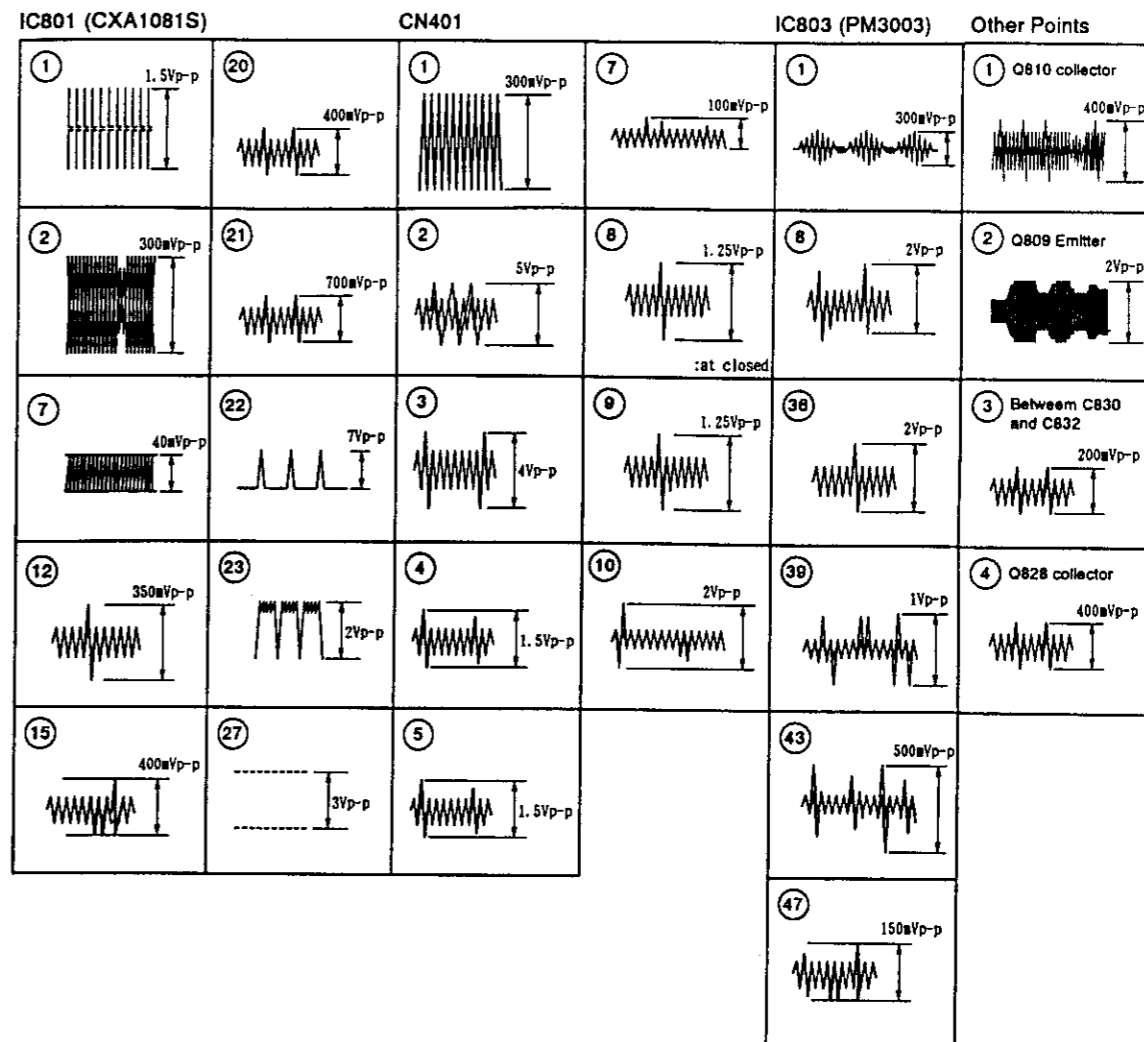 IC801 (CXA1081S) CN401 IC803 (PM3003) Other Points
1 1.5Vp-p
20 400mVp-p
1 300mVp-p
7 100mVp-p
1 300mVp-p
1 Q810 collector
400mVp-p
2 300mVp-p
21 700mVp-p
2 5Vp-p
8 1.25Vp-p
:at closed
8 2Vp-p
2 Q809 Emitter
2Vp-p
7 40mVp-p
22 7Vp-p
3 4Vp-p
9 1.25Vp-p
36 2Vp-p
3 Betweem C830
and C832
200mVp-p
12 350mVp-p
23 2Vp-p
4 1.5Vp-p
10 2Vp-p
39 1Vp-p
4 Q828 collector
400mVp-p
15 400mVp-p
27 3Vp-p
5 1.5Vp-p
43 500mVp-p
47 150mVp-p